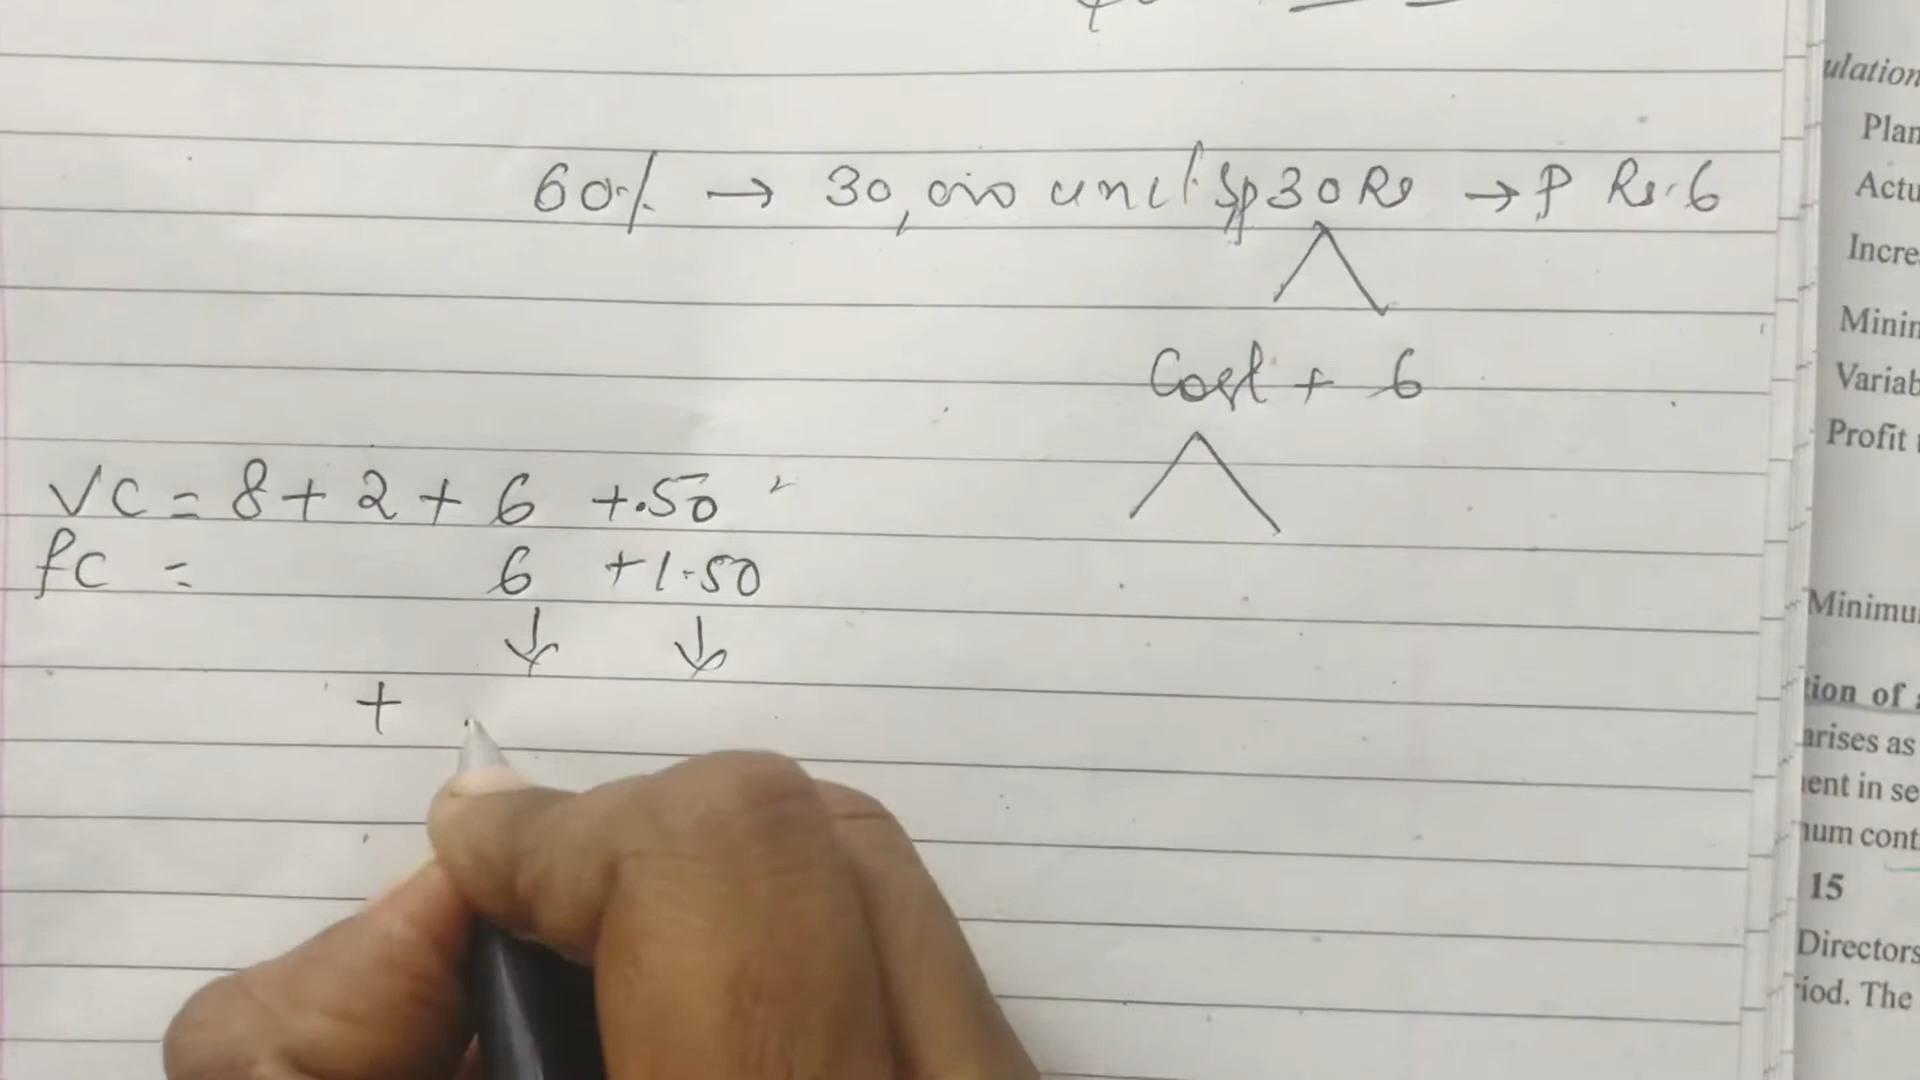 60% → 30,000 unit Sp 30 Rs → P Rs. 6
Cost + 6
VC = 8 + 2 + 6 + .50
FC = 6 + 1.50
+
Plan
Minimu
15
Directors
arises as
Profit
tion of
ent in se
num cont
iod. The
ulation
Actu
Incre
Minin
Variab